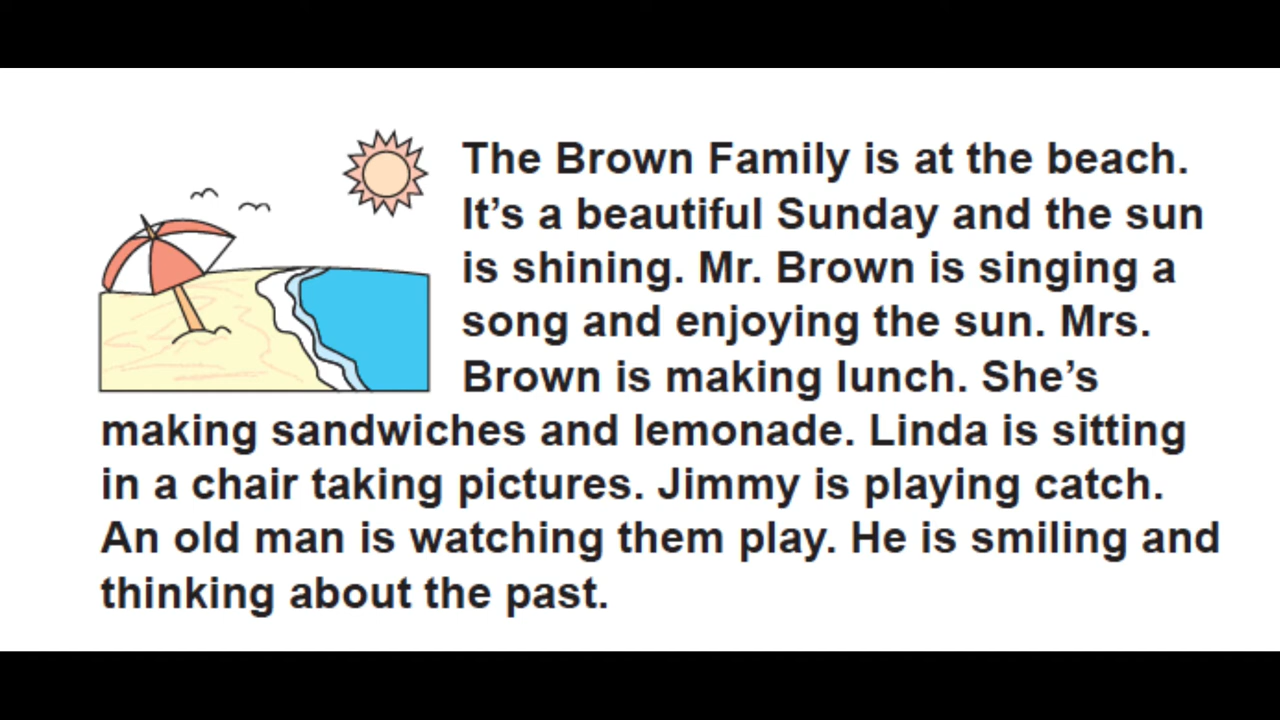 The Brown Family is at the beach.
It’s a beautiful Sunday and the sun
is shining. Mr. Brown is singing a
song and enjoying the sun. Mrs.
Brown is making lunch. She’s
making sandwiches and lemonade. Linda is sitting
in a chair taking pictures. Jimmy is playing catch.
An old man is watching them play. He is smiling and
thinking about the past.